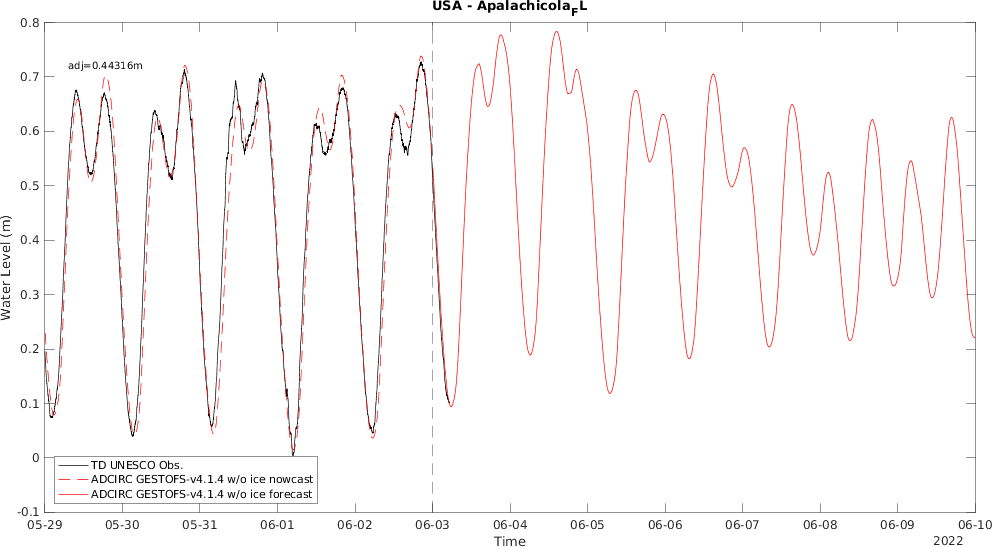 USA - Apalachicola_FL
adj=0.44316m
0.8
0.7
0.6
0.5
0.4
0.3
0.2
0.1
0
-0.1
Water Level (m)
TD UNESCO Obs.
ADCIRC GESTOFS-v4.1.4 w/o ice nowcast
ADCIRC GESTOFS-v4.1.4 w/o ice forecast
05-29 05-30 05-31 06-01 06-02 06-03 06-04 06-05 06-06 06-07 06-08 06-09 06-10
Time
2022